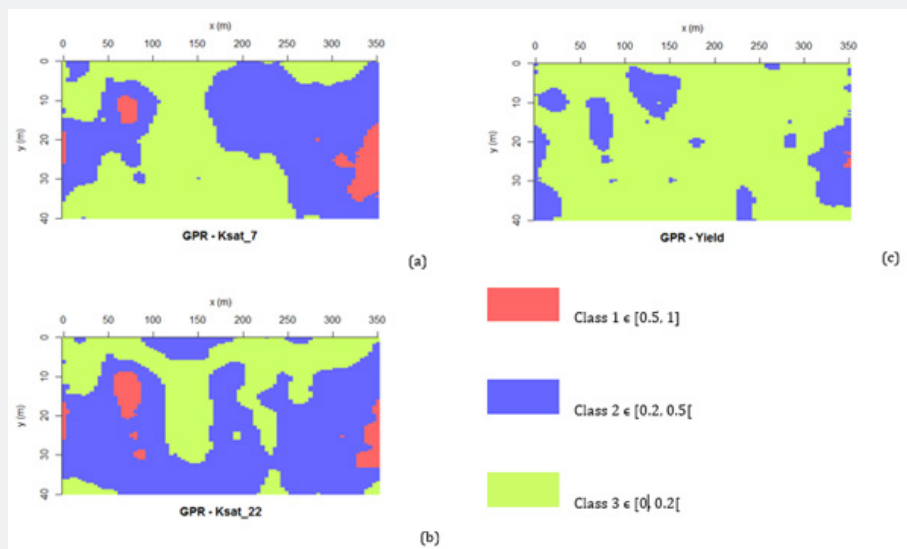 x (m)
0 50 100 150 200 250 300 350
0
10
20
30
40
y (m)
GPR - Ksat_7
(a)
x (m)
0 50 100 150 200 250 300 350
0
10
20
30
40
y (m)
GPR - Yield
(c)
x (m)
0 50 100 150 200 250 300 350
0
10
20
30
40
y (m)
GPR - Ksat_22
(b)
Class 1 ϵ [0.5, 1]
Class 2 ϵ [0.2, 0.5[
Class 3 ϵ [0, 0.2[